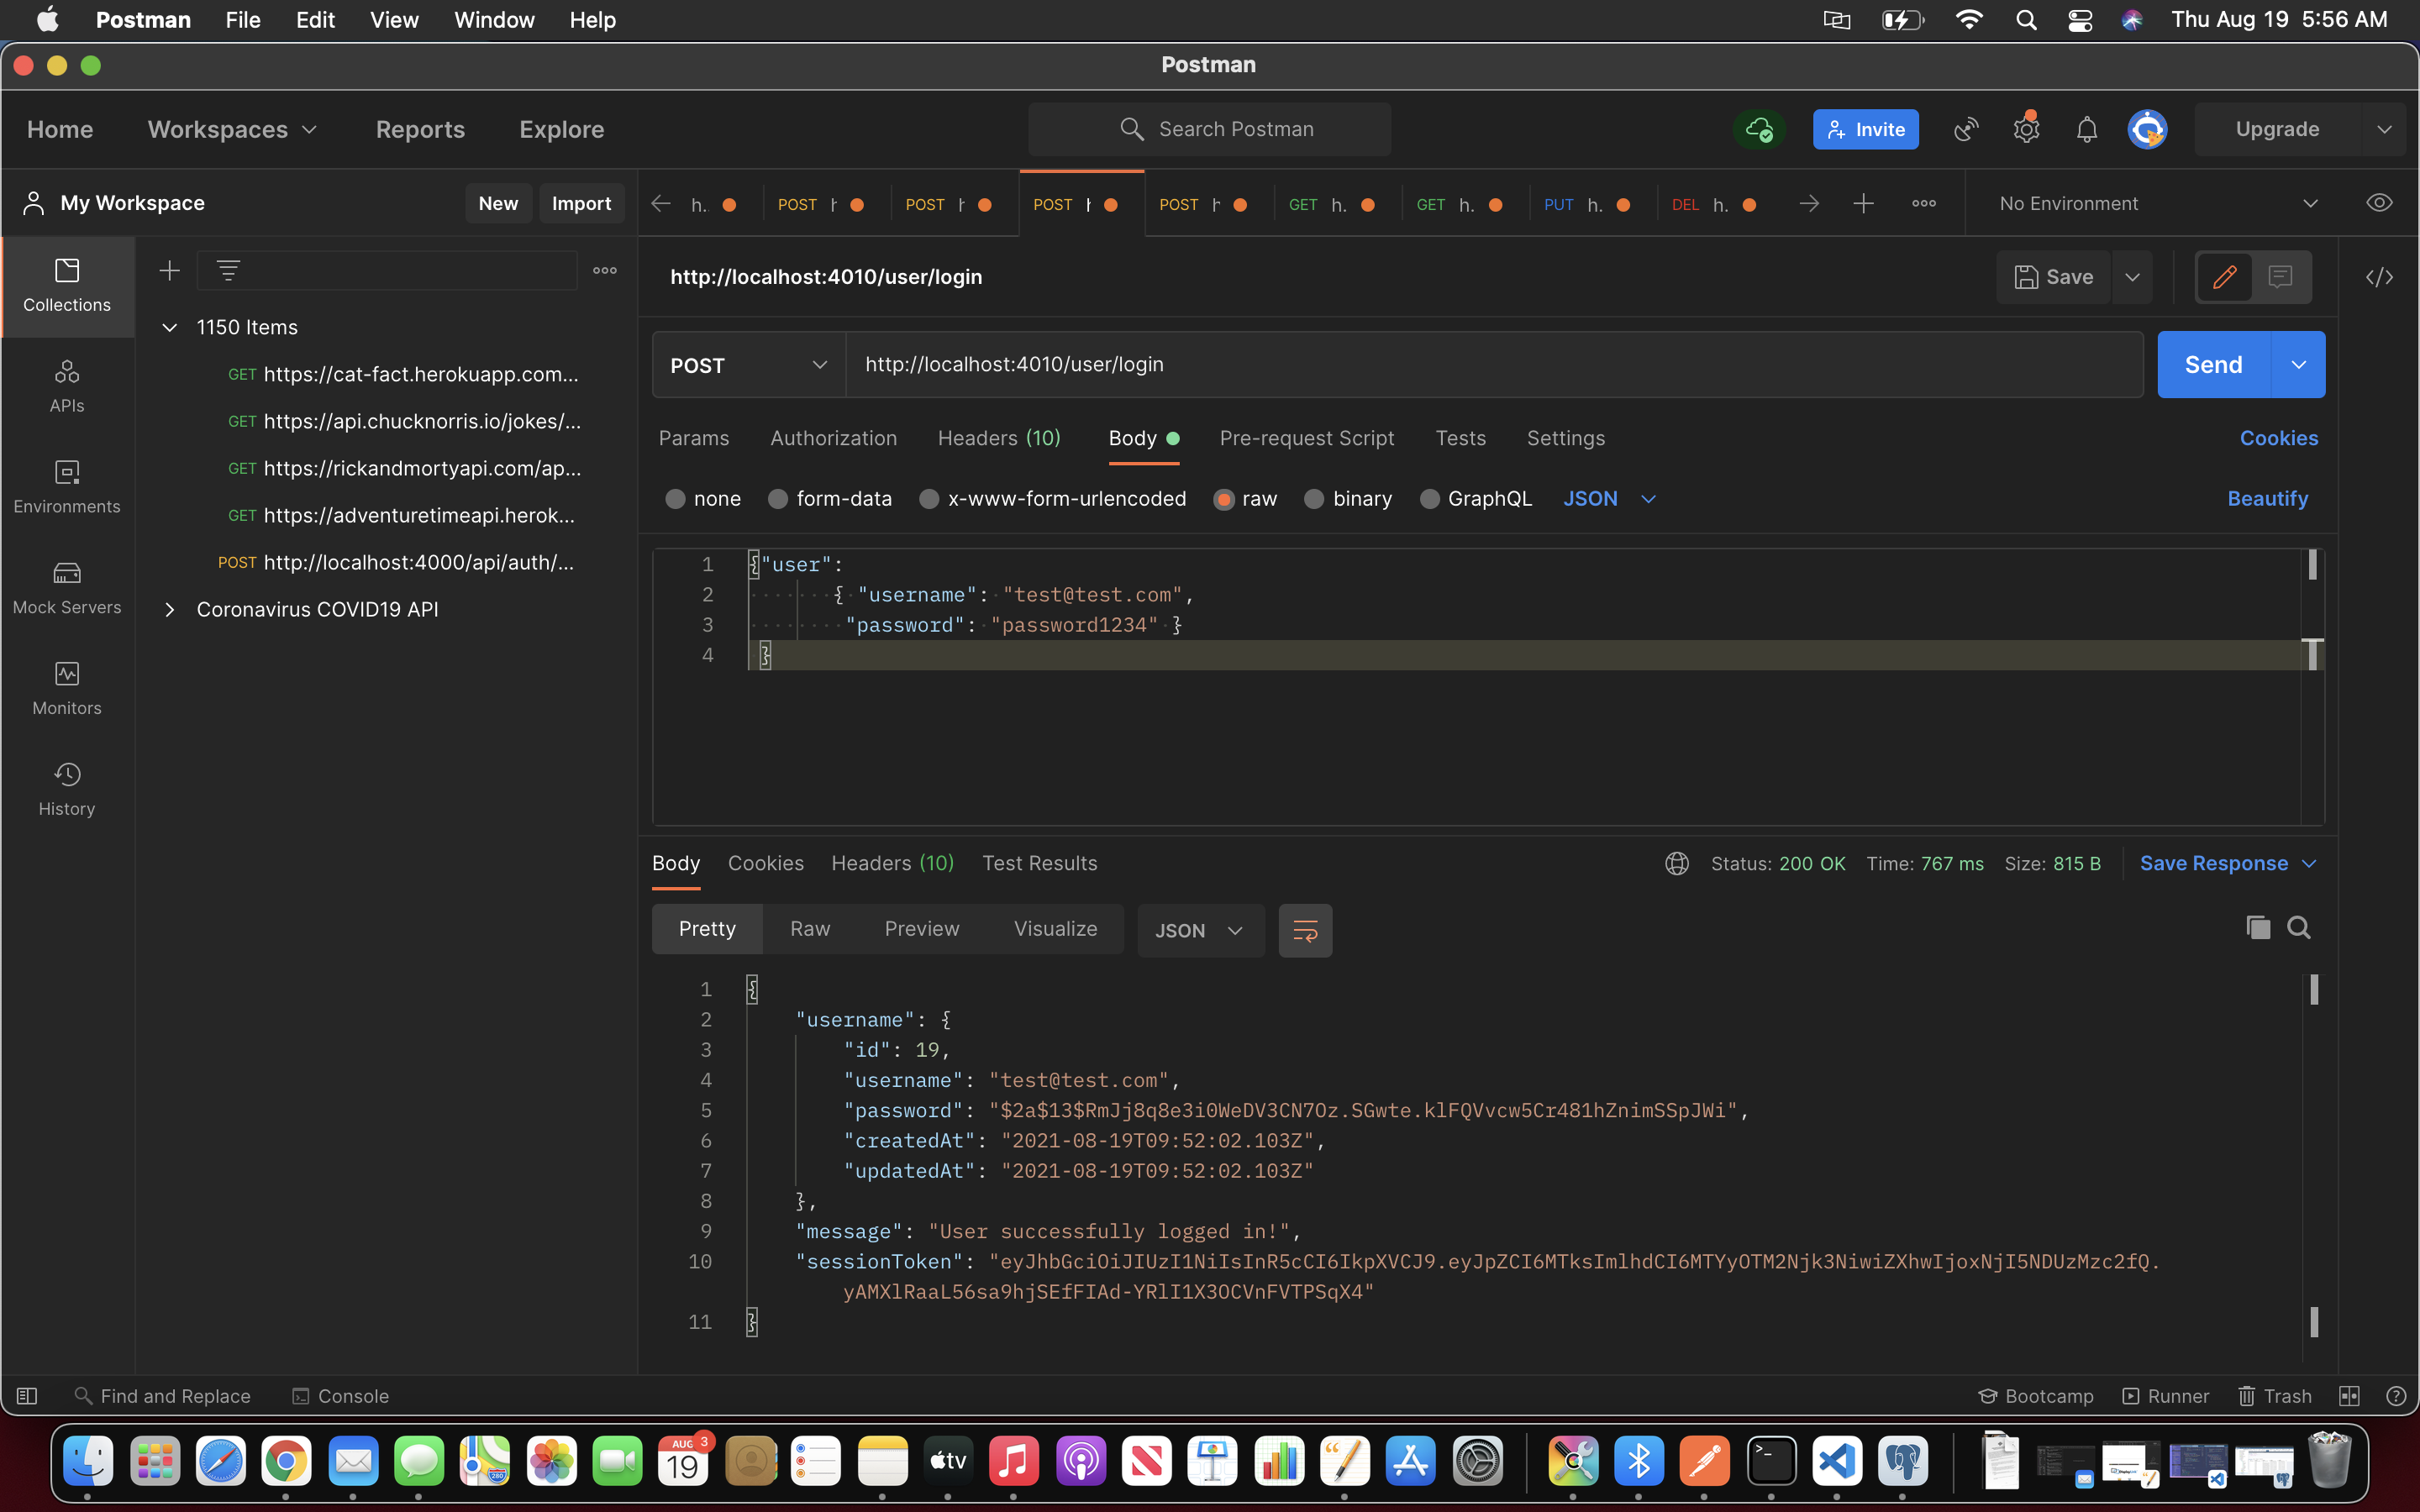 Postman File Edit View Window Help Thu Aug 19 5:56 AM
Postman
Home Workspaces Reports Explore Search Postman Invite Upgrade
My Workspace New Import h. POST POST POST POST GET h. GET h. PUT h. DEL h. No Environment
Collections
APIs
Environments
Mock Servers
Monitors
History
1150 Items
GET https://cat-fact.herokuapp.com...
GET https://api.chucknorris.io/jokes/...
GET https://rickandmortyapi.com/ap...
GET https://adventuretimeapi.herok...
POST http://localhost:4000/api/auth/...
Coronavirus COVID19 API
http://localhost:4010/user/login Save
POST http://localhost:4010/user/login Send
Params Authorization Headers (10) Body Pre-request Script Tests Settings Cookies
none form-data x-www-form-urlencoded raw binary GraphQL JSON Beautify
1 {"user":
2 { "username": "test@test.com",
3 "password": "password1234" }
4 }
Body Cookies Headers (10) Test Results Status: 200 OK Time: 767 ms Size: 815 B Save Response
Pretty Raw Preview Visualize JSON
1 {
2 "username": {
3 "id": 19,
4 "username": "test@test.com",
5 "password": "$2a$13$RmJj8q8e3i0WeDV3CN7Oz.SGwte.klFQVvcw5Cr481hZnimSSpJWi",
6 "createdAt": "2021-08-19T09:52:02.103Z",
7 "updatedAt": "2021-08-19T09:52:02.103Z"
8 },
9 "message": "User successfully logged in!",
10 "sessionToken": "eyJhbGciOiJIUzI1NiIsInR5cCI6IkpXVCJ9.eyJpZCI6MTksImlhdCI6MTYyOTM2Njk3NiwiZXhwIjoxNjI5NDUzMzc2fQ.
yAMXlRaaL56sa9hjSEfFIAd-YRlI1X3OCVnFVTPSqX4"
11 }
Find and Replace Console Bootcamp Runner Trash
AUG 3
19
280
tv